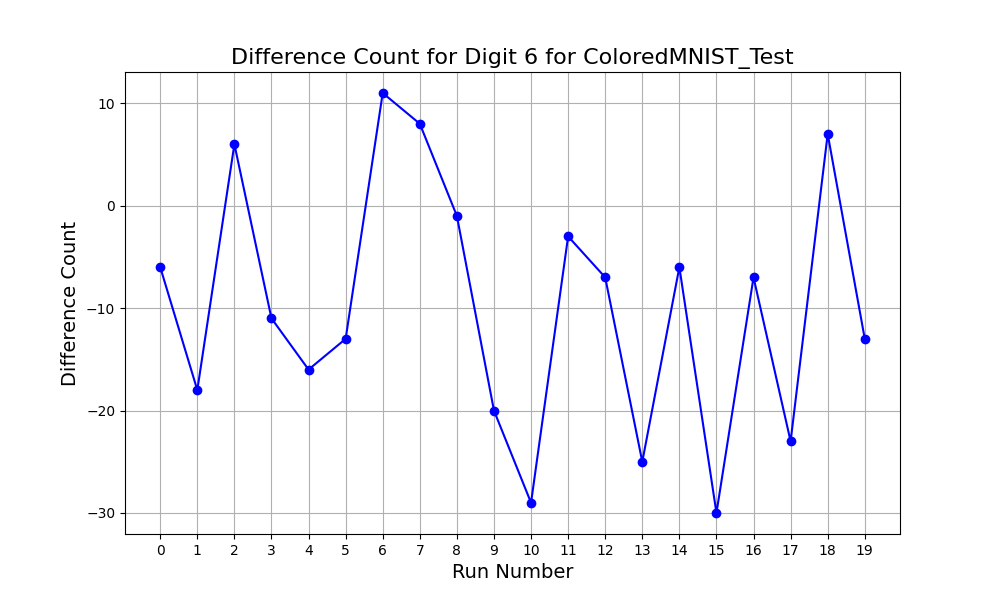 Difference Count for Digit 6 for ColoredMNIST_Test
Difference Count
10
0
−10
−20
−30
0 1 2 3 4 5 6 7 8 9 10 11 12 13 14 15 16 17 18 19
Run Number